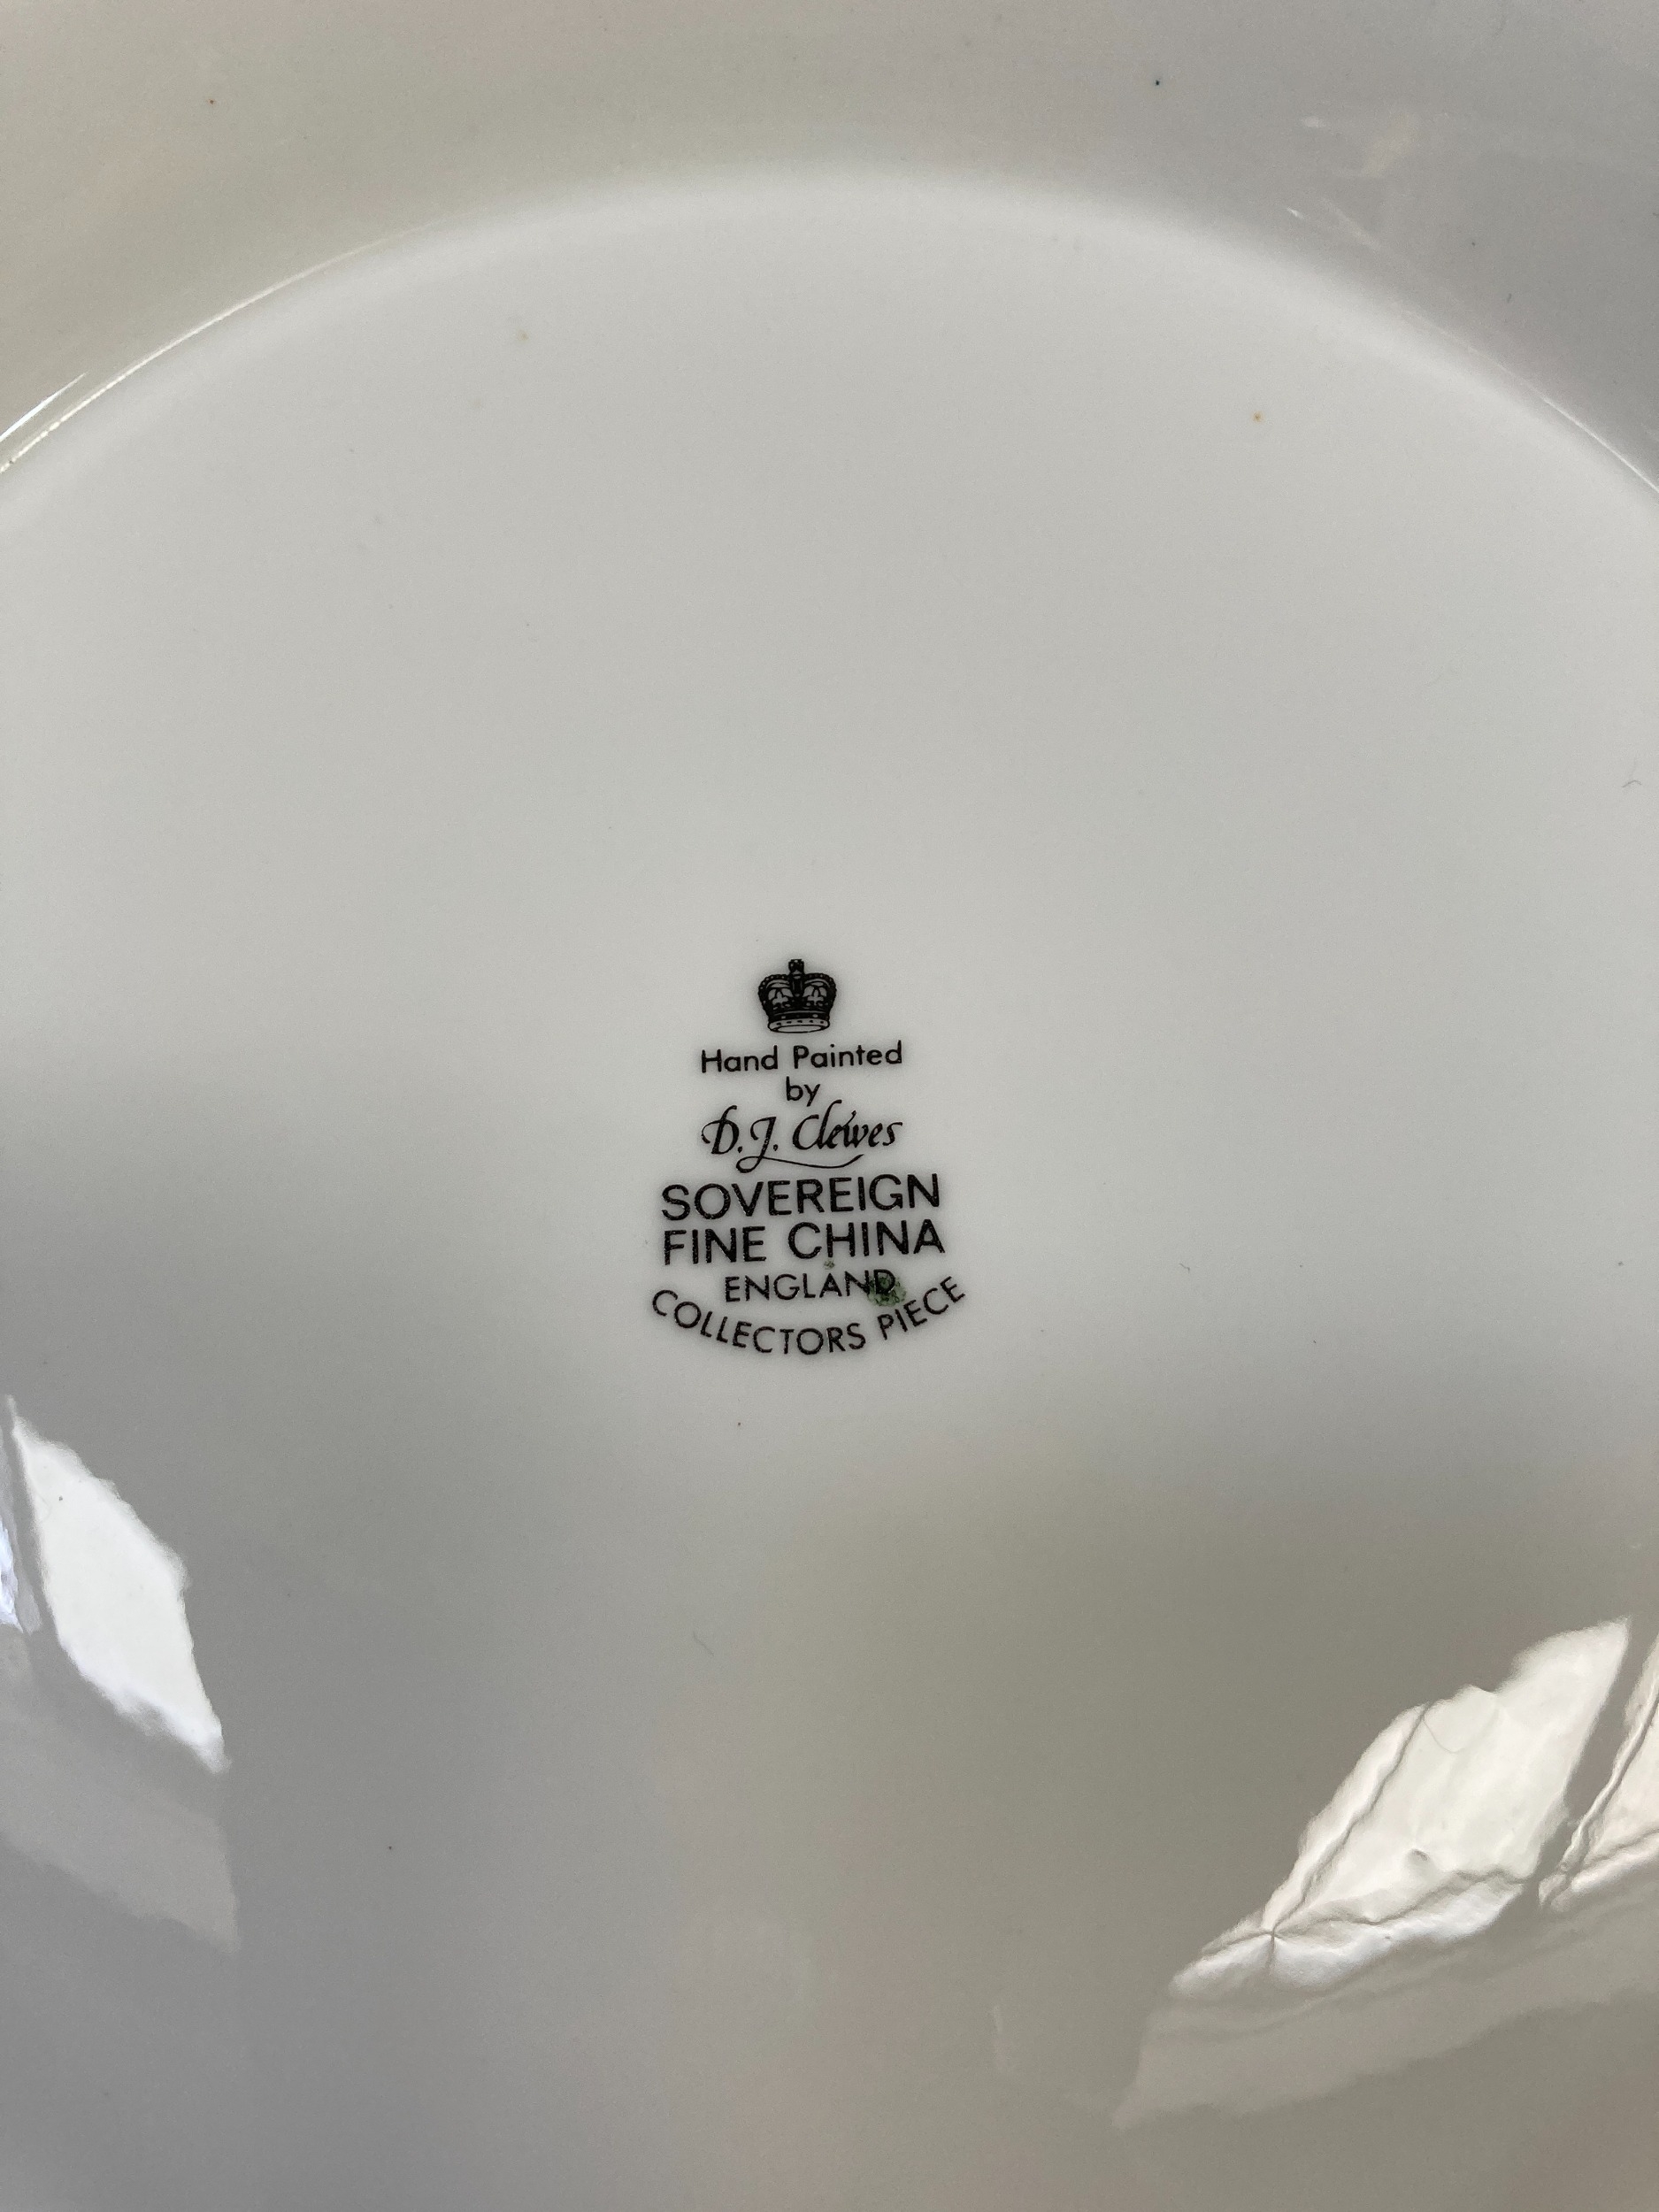 Hand Painted
by
D.J. Clewes
SOVEREIGN
FINE CHINA
ENGLAND
COLLECTORS PIECE